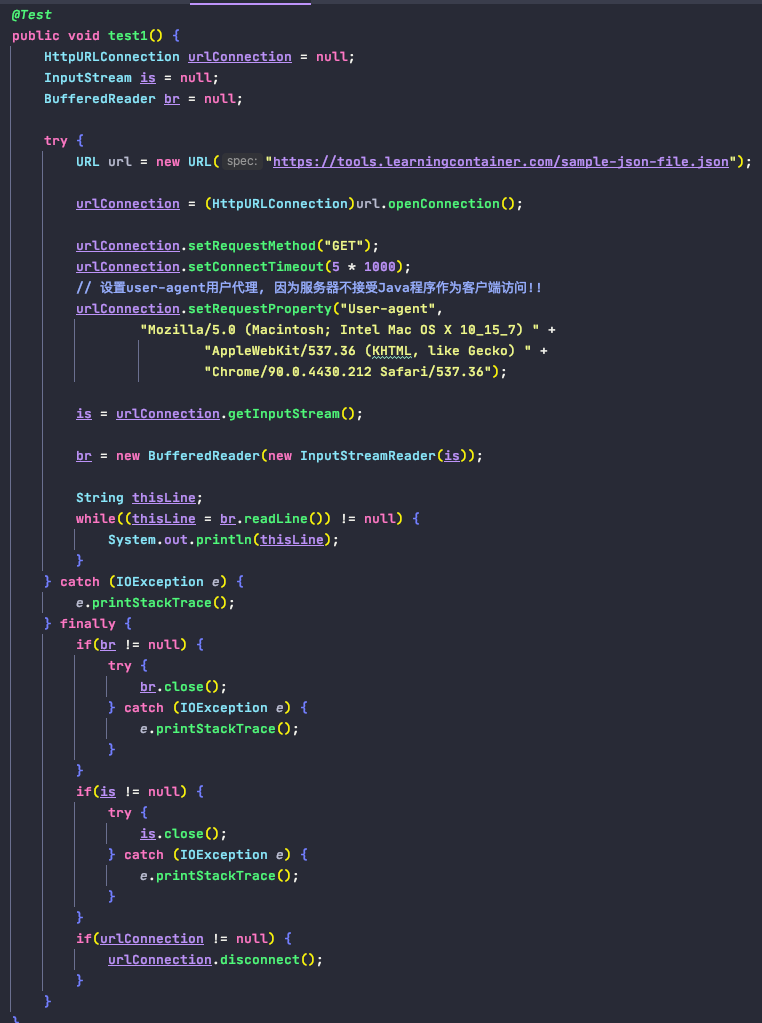 @Test
public void test1() {
HttpURLConnection urlConnection = null;
InputStream is = null;
BufferedReader br = null;
try {
URL url = new URL( spec: "https://tools.learningcontainer.com/sample-json-file.json");
urlConnection = (HttpURLConnection)url.openConnection();
urlConnection.setRequestMethod("GET");
urlConnection.setConnectTimeout(5 * 1000);
// 设置user-agent用户代理, 因为服务器不接受Java程序作为客户端访问!!
urlConnection.setRequestProperty("User-agent",
"Mozilla/5.0 (Macintosh; Intel Mac OS X 10_15_7) " +
"AppleWebKit/537.36 (KHTML, like Gecko) " +
"Chrome/90.0.4430.212 Safari/537.36");
is = urlConnection.getInputStream();
br = new BufferedReader(new InputStreamReader(is));
String thisLine;
while((thisLine = br.readLine()) != null) {
System.out.println(thisLine);
}
} catch (IOException e) {
e.printStackTrace();
} finally {
if(br != null) {
try {
br.close();
} catch (IOException e) {
e.printStackTrace();
}
}
if(is != null) {
try {
is.close();
} catch (IOException e) {
e.printStackTrace();
}
}
if(urlConnection != null) {
urlConnection.disconnect();
}
}
}